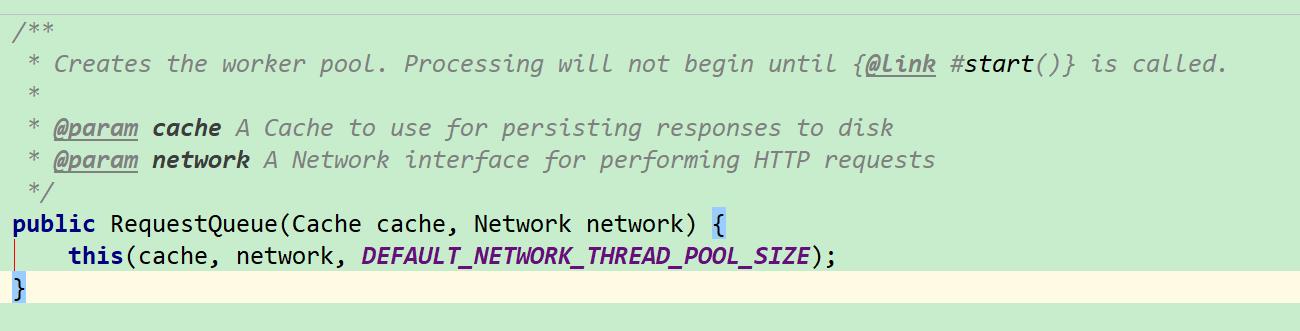 /**
 * Creates the worker pool. Processing will not begin until {@link #start()} is called.
 *
 * @param cache A Cache to use for persisting responses to disk
 * @param network A Network interface for performing HTTP requests
 */
public RequestQueue(Cache cache, Network network) {
    this(cache, network, DEFAULT_NETWORK_THREAD_POOL_SIZE);
}